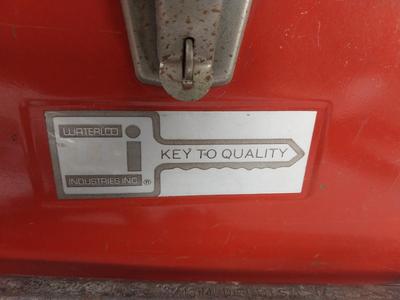 WATERLOO
i
INDUSTRIES INC.
®
KEY TO QUALITY